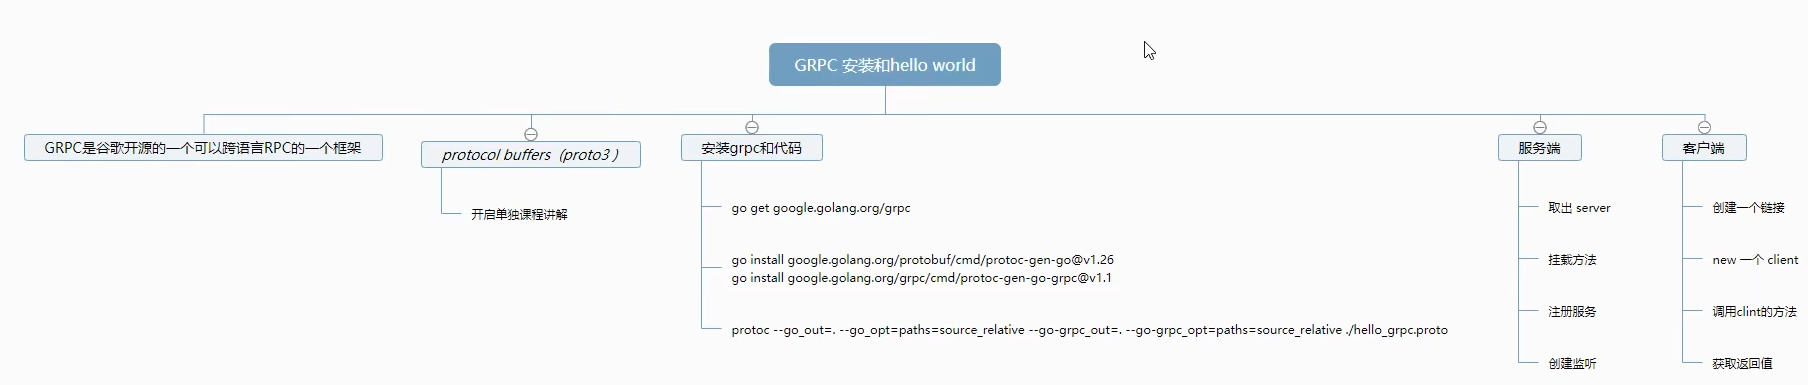 GRPC 安装和hello world
GRPC是谷歌开源的一个可以跨语言RPC的一个框架
protocol buffers（proto3 ）
开启单独课程讲解
安装grpc和代码
go get google.golang.org/grpc
go install google.golang.org/protobuf/cmd/protoc-gen-go@v1.26
go install google.golang.org/grpc/cmd/protoc-gen-go-grpc@v1.1
protoc --go_out=. --go_opt=paths=source_relative --go-grpc_out=. --go-grpc_opt=paths=source_relative ./hello_grpc.proto
服务端
取出 server
挂载方法
注册服务
创建监听
客户端
创建一个链接
new 一个 client
调用clint的方法
获取返回值